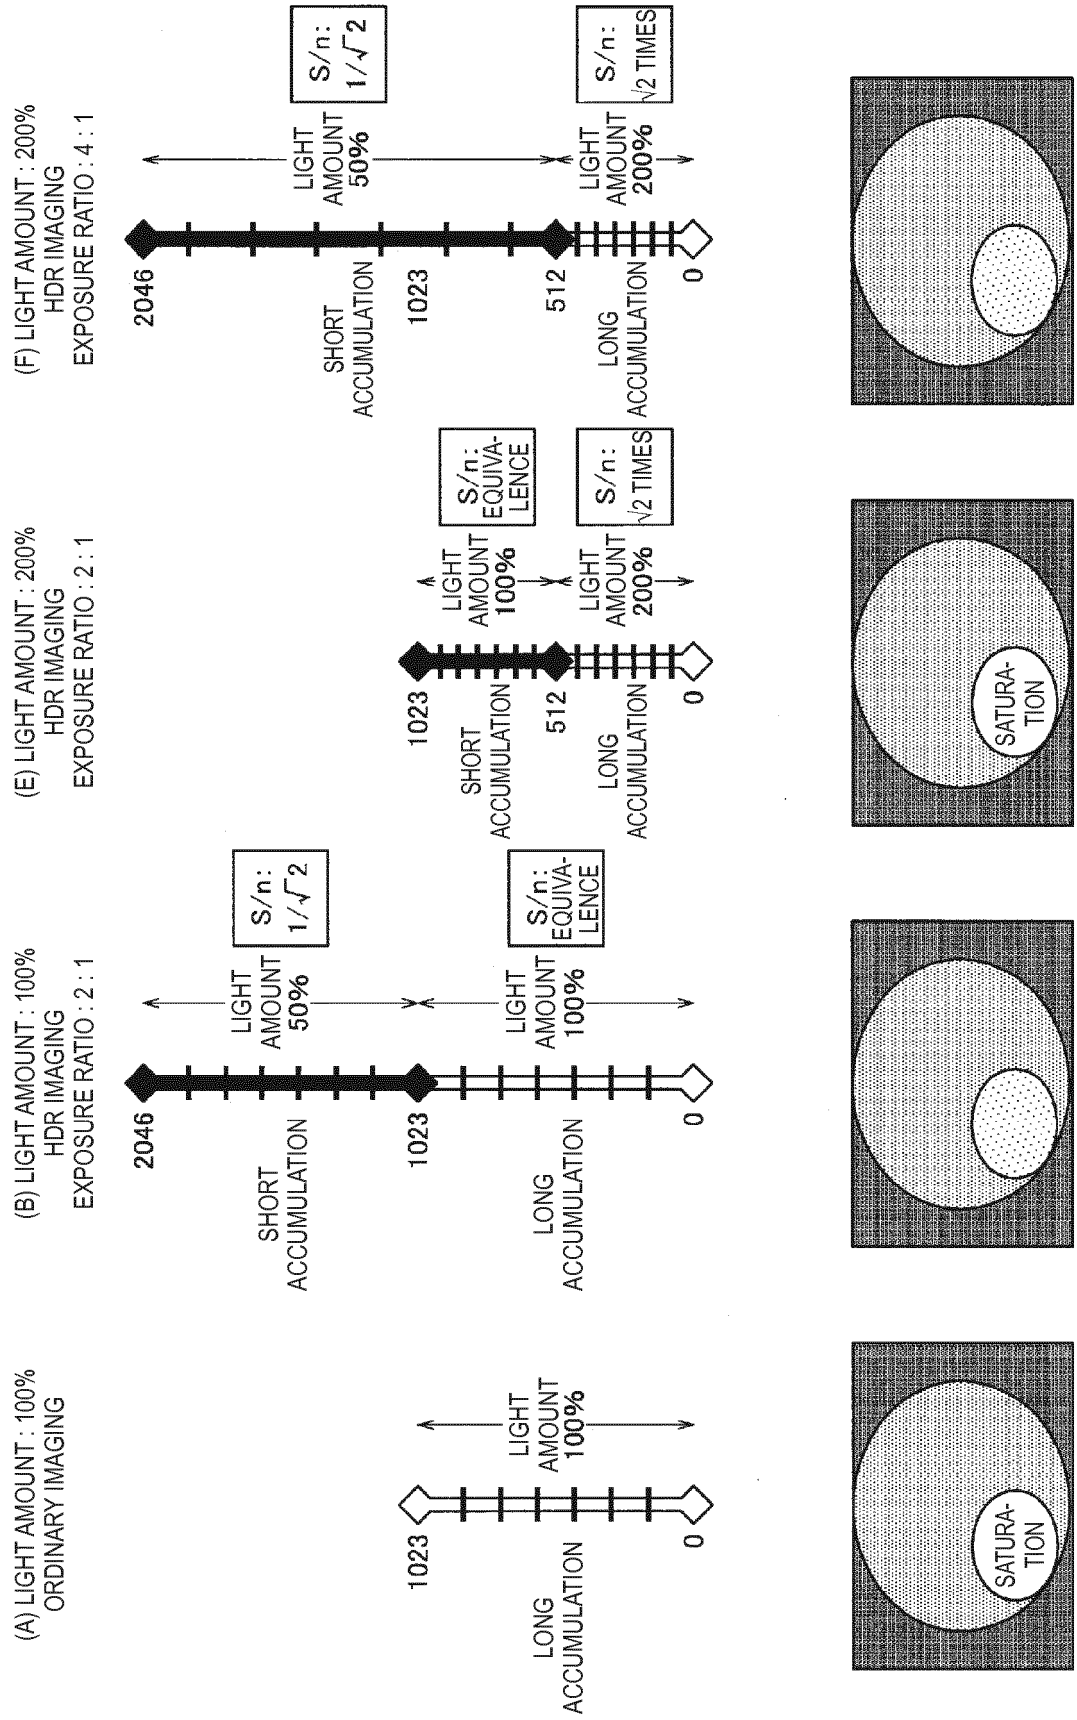 (A) LIGHT AMOUNT : 100%
ORDINARY IMAGING
1023
LONG
ACCUMULATION
0
LIGHT
AMOUNT
100%
SATURA-
TION
(B) LIGHT AMOUNT : 100%
HDR IMAGING
EXPOSURE RATIO : 2 : 1
2046
SHORT
ACCUMULATION
1023
LONG
ACCUMULATION
0
LIGHT
AMOUNT
50%
S/n:
1/√2
LIGHT
AMOUNT
100%
S/n:
EQUIVA-
LENCE
(E) LIGHT AMOUNT : 200%
HDR IMAGING
EXPOSURE RATIO : 2 : 1
1023
SHORT
ACCUMULATION
512
LONG
ACCUMULATION
0
LIGHT
AMOUNT
100%
S/n:
EQUIVA-
LENCE
LIGHT
AMOUNT
200%
S/n:
√2 TIMES
SATURA-
TION
(F) LIGHT AMOUNT : 200%
HDR IMAGING
EXPOSURE RATIO : 4 : 1
2046
SHORT
ACCUMULATION
1023
512
LONG
ACCUMULATION
0
LIGHT
AMOUNT
50%
S/n:
1/√2
LIGHT
AMOUNT
200%
S/n:
√2 TIMES